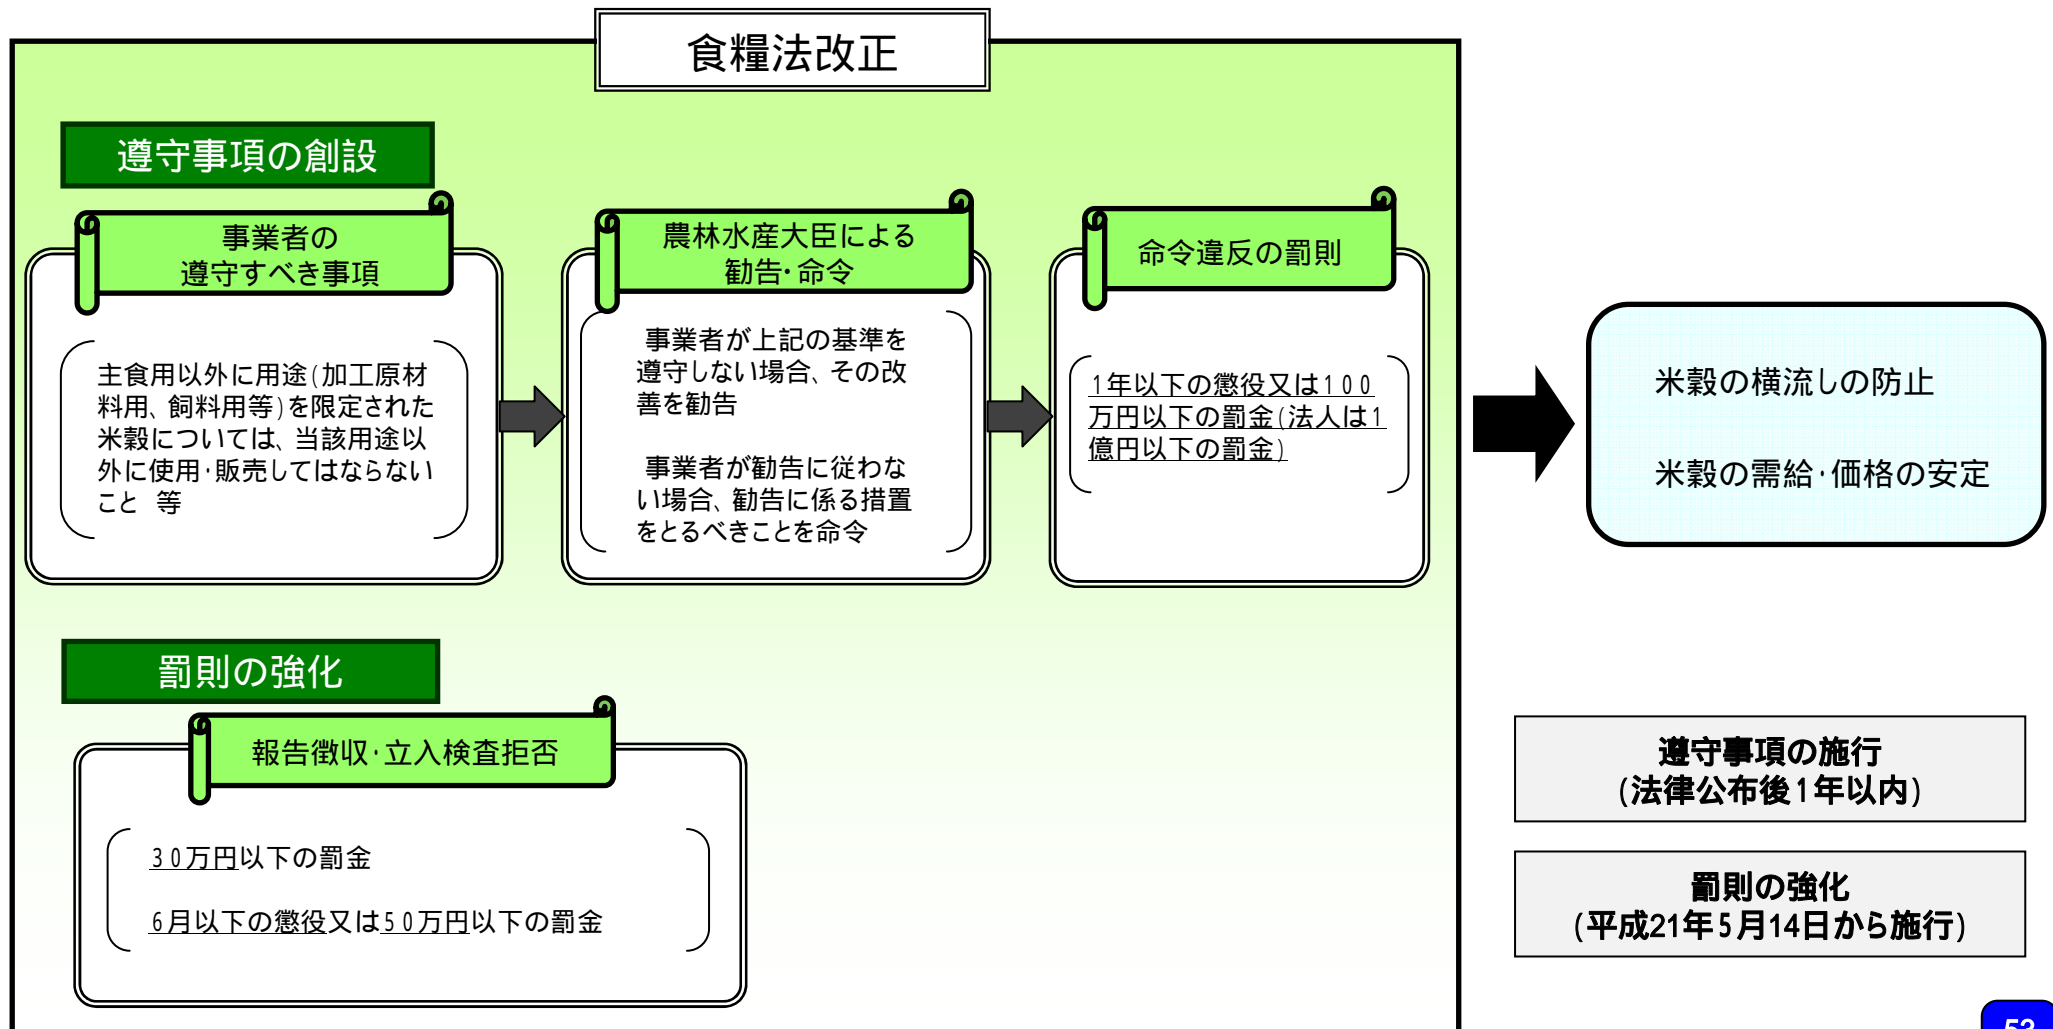 食糧法改正
遵守事項の創設
事業者の
遵守すべき事項
主食用以外に用途(加工原材
料用、飼料用等)を限定された
米穀については、当該用途以
外に使用・販売してはならない
こと 等
農林水産大臣による
勧告・命令
事業者が上記の基準を
遵守しない場合、その改
善を勧告
事業者が勧告に従わな
い場合、勧告に係る措置
をとるべきことを命令
命令違反の罰則
1年以下の懲役又は100
万円以下の罰金(法人は1
億円以下の罰金)
米穀の横流しの防止
米穀の需給・価格の安定
罰則の強化
報告徴収・立入検査拒否
30万円以下の罰金
6月以下の懲役又は50万円以下の罰金
遵守事項の施行
(法律公布後1年以内)
罰則の強化
(平成21年5月14日から施行)